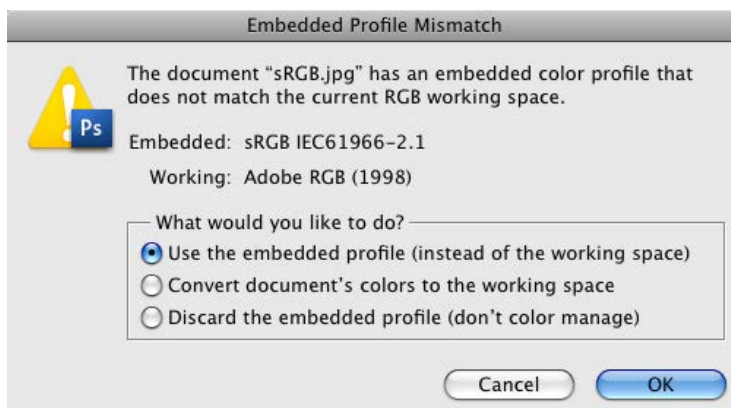 Embedded Profile Mismatch
The document “sRGB.jpg” has an embedded color profile that
does not match the current RGB working space.
Ps
Embedded: sRGB IEC61966-2.1
Working: Adobe RGB (1998)
What would you like to do?
Use the embedded profile (instead of the working space)
Convert document’s colors to the working space
Discard the embedded profile (don’t color manage)
Cancel OK